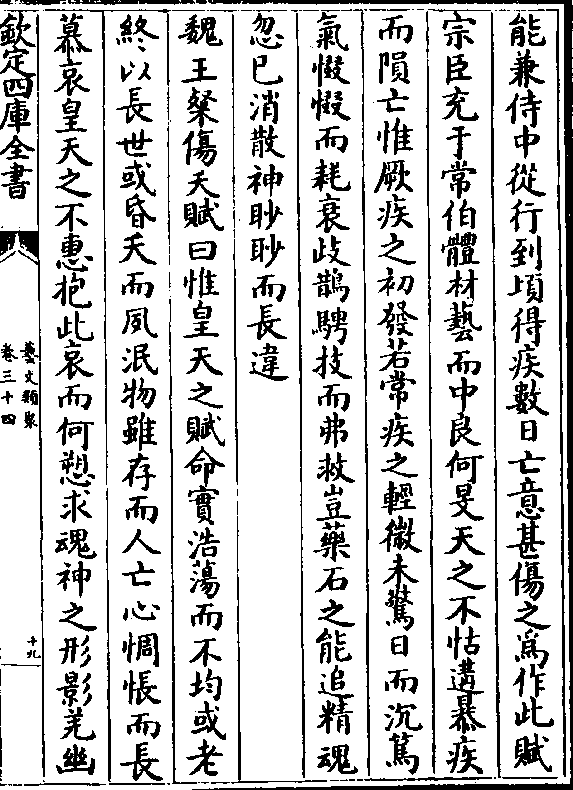 能兼侍中從行到頃得疾數日亡意甚傷之爲作此賦
宗臣充于常伯體材藝而中良何旻天之不怙遘暴疾
而隕亡惟厥疾之初發若常疾之輕微未驚日而沉篤
氣惙惙而耗衰歧鵲騁技而弗救豈藥石之能追精魂
忽已消散神眇眇而長違
魏王粲傷夭賦曰惟皇天之賦命實浩蕩而不均或老
終以長世或昏夭而夙泯物雖存而人亡心惆悵而長
慕哀皇天之不惠抱此哀而何愬求魂神之形影羌幽
欽定四庫全書
藝文類聚
卷三十四
十九